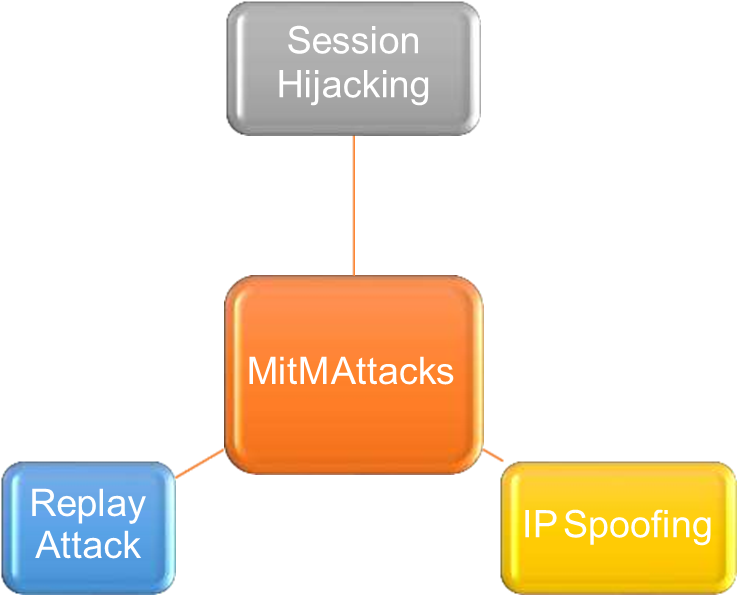 Session
Hijacking
MitMAttacks
Replay
Attack
IP Spoofing